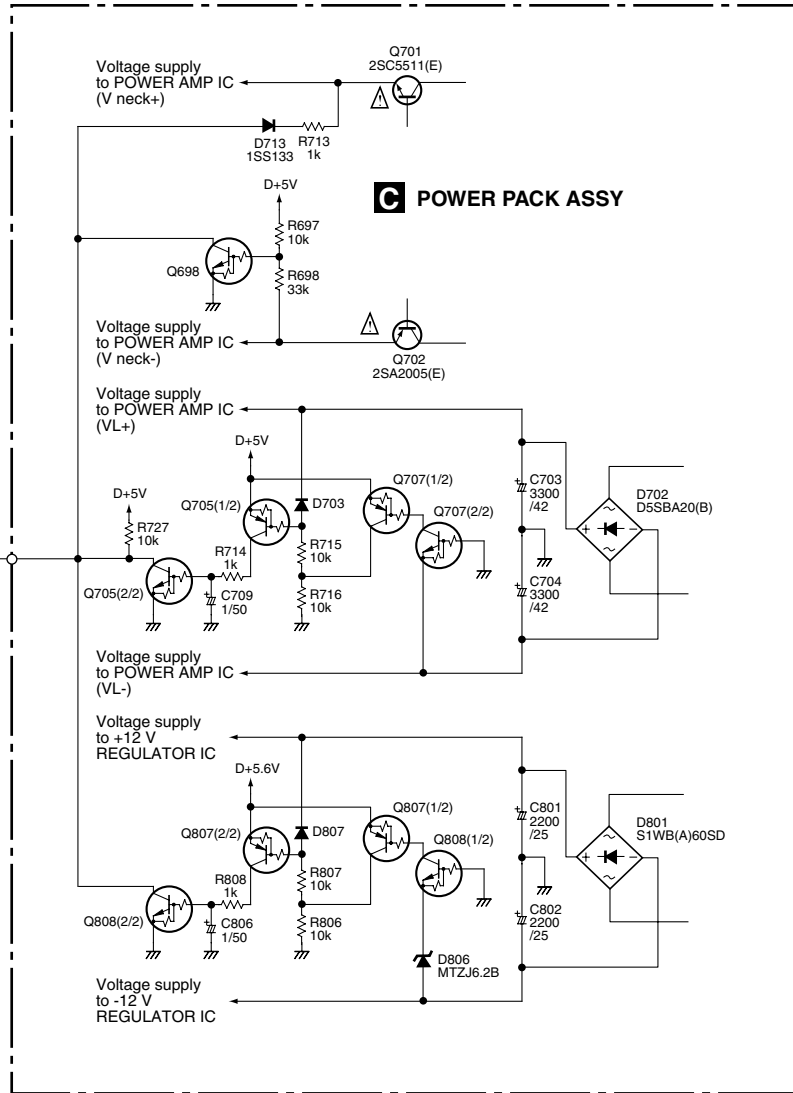 Q701
2SC5511(E)
Voltage supply
to POWER AMP IC
(V neck+)
D713
1SS133
R713
1k
C POWER PACK ASSY
D+5V
R697
10k
Q698
R698
33k
Voltage supply
to POWER AMP IC
(V neck-)
Q702
2SA2005(E)
Voltage supply
to POWER AMP IC
(VL+)
D+5V
Q705(1/2)
D703
Q707(1/2)
Q707(2/2)
C703
3300
/42
D702
D5SBA20(B)
D+5V
R727
10k
R714
1k
R715
10k
Q705(2/2)
C709
1/50
R716
10k
C704
3300
/42
Voltage supply
to POWER AMP IC
(VL-)
Voltage supply
to +12 V
REGULATOR IC
D+5.6V
Q807(2/2)
D807
Q807(1/2)
Q808(1/2)
C801
2200
/25
D801
S1WB(A)60SD
R808
1k
R807
10k
Q808(2/2)
C806
1/50
R806
10k
C802
2200
/25
D806
MTZJ6.2B
Voltage supply
to -12 V
REGULATOR IC
+
-
+
-